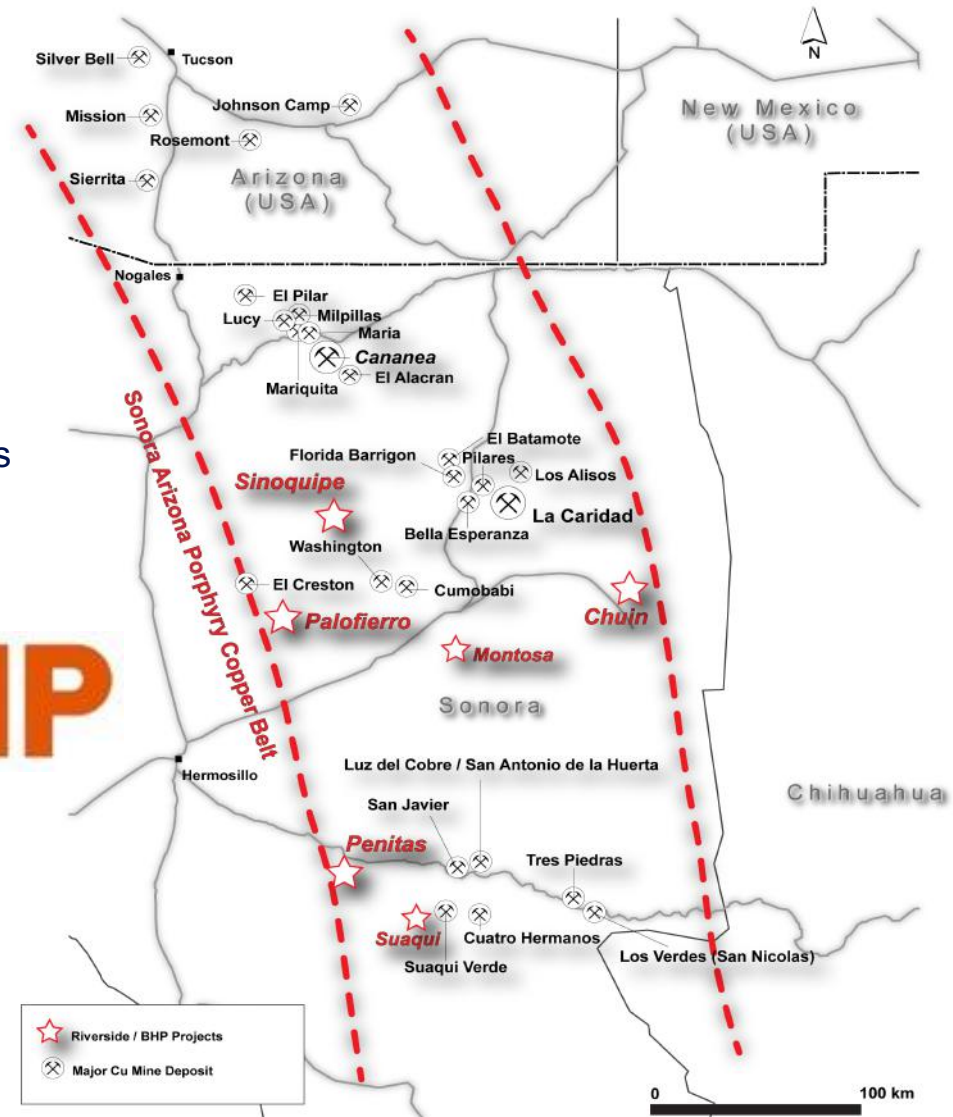 Silver Bell
Tucson
N
Mission
Johnson Camp
New Mexico
(USA)
Rosemont
Sierrita
Arizona
(USA)
Nogales
El Pilar
Lucy
Milpillas
Maria
Cananea
Mariquita
El Alacran
Sonora Arizona Porphyry Copper Belt
s
El Batamote
Florida Barrigon
Pilares
Los Alisos
Sinoquipe
La Caridad
Bella Esperanza
Washington
El Creston
Cumobabi
Palofierro
Chuin
Montosa
HP
Sonora
Hermosillo
Luz del Cobre / San Antonio de la Huerta
Chihuahua
San Javier
Penitas
Tres Piedras
Suaqui
Cuatro Hermanos
Suaqui Verde
Los Verdes (San Nicolas)
Riverside / BHP Projects
Major Cu Mine Deposit
0 100 km